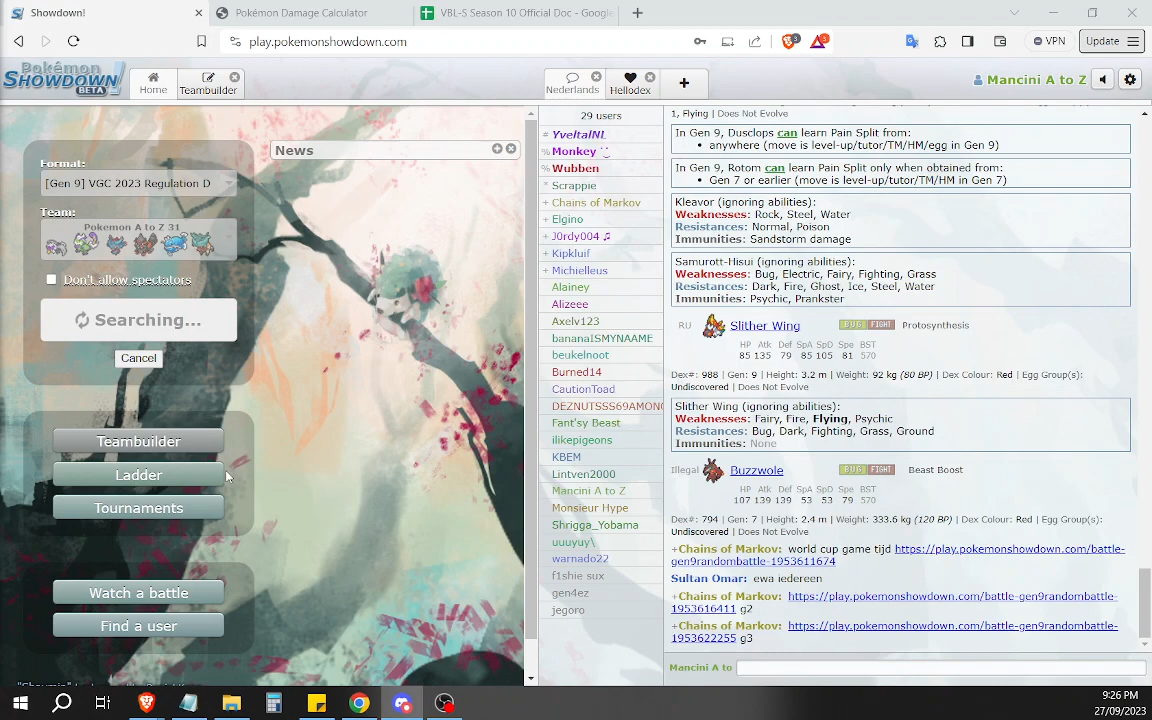 Showdown!
Pokémon Damage Calculator
VBL-S Season 10 Official Doc - Google
play.pokemonshowdown.com
VPN
Update
Pokémon
SHOWDOWN!
BETA
Home
Teambuilder
Nederlands
Hellodex
Mancini A to Z
Format:
[Gen 9] VGC 2023 Regulation D
Team:
Pokemon A to Z 31
Don't allow spectators
Searching...
Cancel
Teambuilder
Ladder
Tournaments
Watch a battle
Find a user
News
29 users
# YveltalNL
% Monkey
% Wubben
* Scrappie
+ Chains of Markov
+ Elgino
+ J0rdy004 ♫
+ Kipkluif
+ Michielleus
Alainey
Alizeee
Axelv123
bananaISMYNAAME
beukelnoot
Burned14
CautionToad
DEZNUTSSS69AMONG
Fant'sy Beast
ilikepigeons
KBEM
Lintven2000
Mancini A to Z
Monsieur Hype
Shrigga_Yobama
uuuyuy\
warnado22
f1shie sux
gen4ez
jegoro
1, Flying | Does Not Evolve
In Gen 9, Dusclops can learn Pain Split from:
• anywhere (move is level-up/tutor/TM/HM/egg in Gen 9)
In Gen 9, Rotom can learn Pain Split only when obtained from:
• Gen 7 or earlier (move is level-up/tutor/TM/HM in Gen 7)
Kleavor (ignoring abilities):
Weaknesses: Rock, Steel, Water
Resistances: Normal, Poison
Immunities: Sandstorm damage
Samurott-Hisui (ignoring abilities):
Weaknesses: Bug, Electric, Fairy, Fighting, Grass
Resistances: Dark, Fire, Ghost, Ice, Steel, Water
Immunities: Psychic, Prankster
RU Slither Wing BUG FIGHT Protosynthesis
HP Atk Def SpA SpD Spe BST
85 135 79 85 105 81 570
Dex#: 988 | Gen: 9 | Height: 3.2 m | Weight: 92 kg (80 BP) | Dex Colour: Red | Egg Group(s):
Undiscovered | Does Not Evolve
Slither Wing (ignoring abilities):
Weaknesses: Fairy, Fire, Flying, Psychic
Resistances: Bug, Dark, Fighting, Grass, Ground
Immunities: None
Illegal Buzzwole BUG FIGHT Beast Boost
HP Atk Def SpA SpD Spe BST
107 139 139 53 53 79 570
Dex#: 794 | Gen: 7 | Height: 2.4 m | Weight: 333.6 kg (120 BP) | Dex Colour: Red | Egg Group(s):
Undiscovered | Does Not Evolve
+Chains of Markov: world cup game tijd https://play.pokemonshowdown.com/battle-
gen9randombattle-1953611674
Sultan Omar: ewa iedereen
+Chains of Markov: https://play.pokemonshowdown.com/battle-gen9randombattle-
1953616411 g2
+Chains of Markov: https://play.pokemonshowdown.com/battle-gen9randombattle-
1953622255 g3
Mancini A to
9:26 PM
27/09/2023